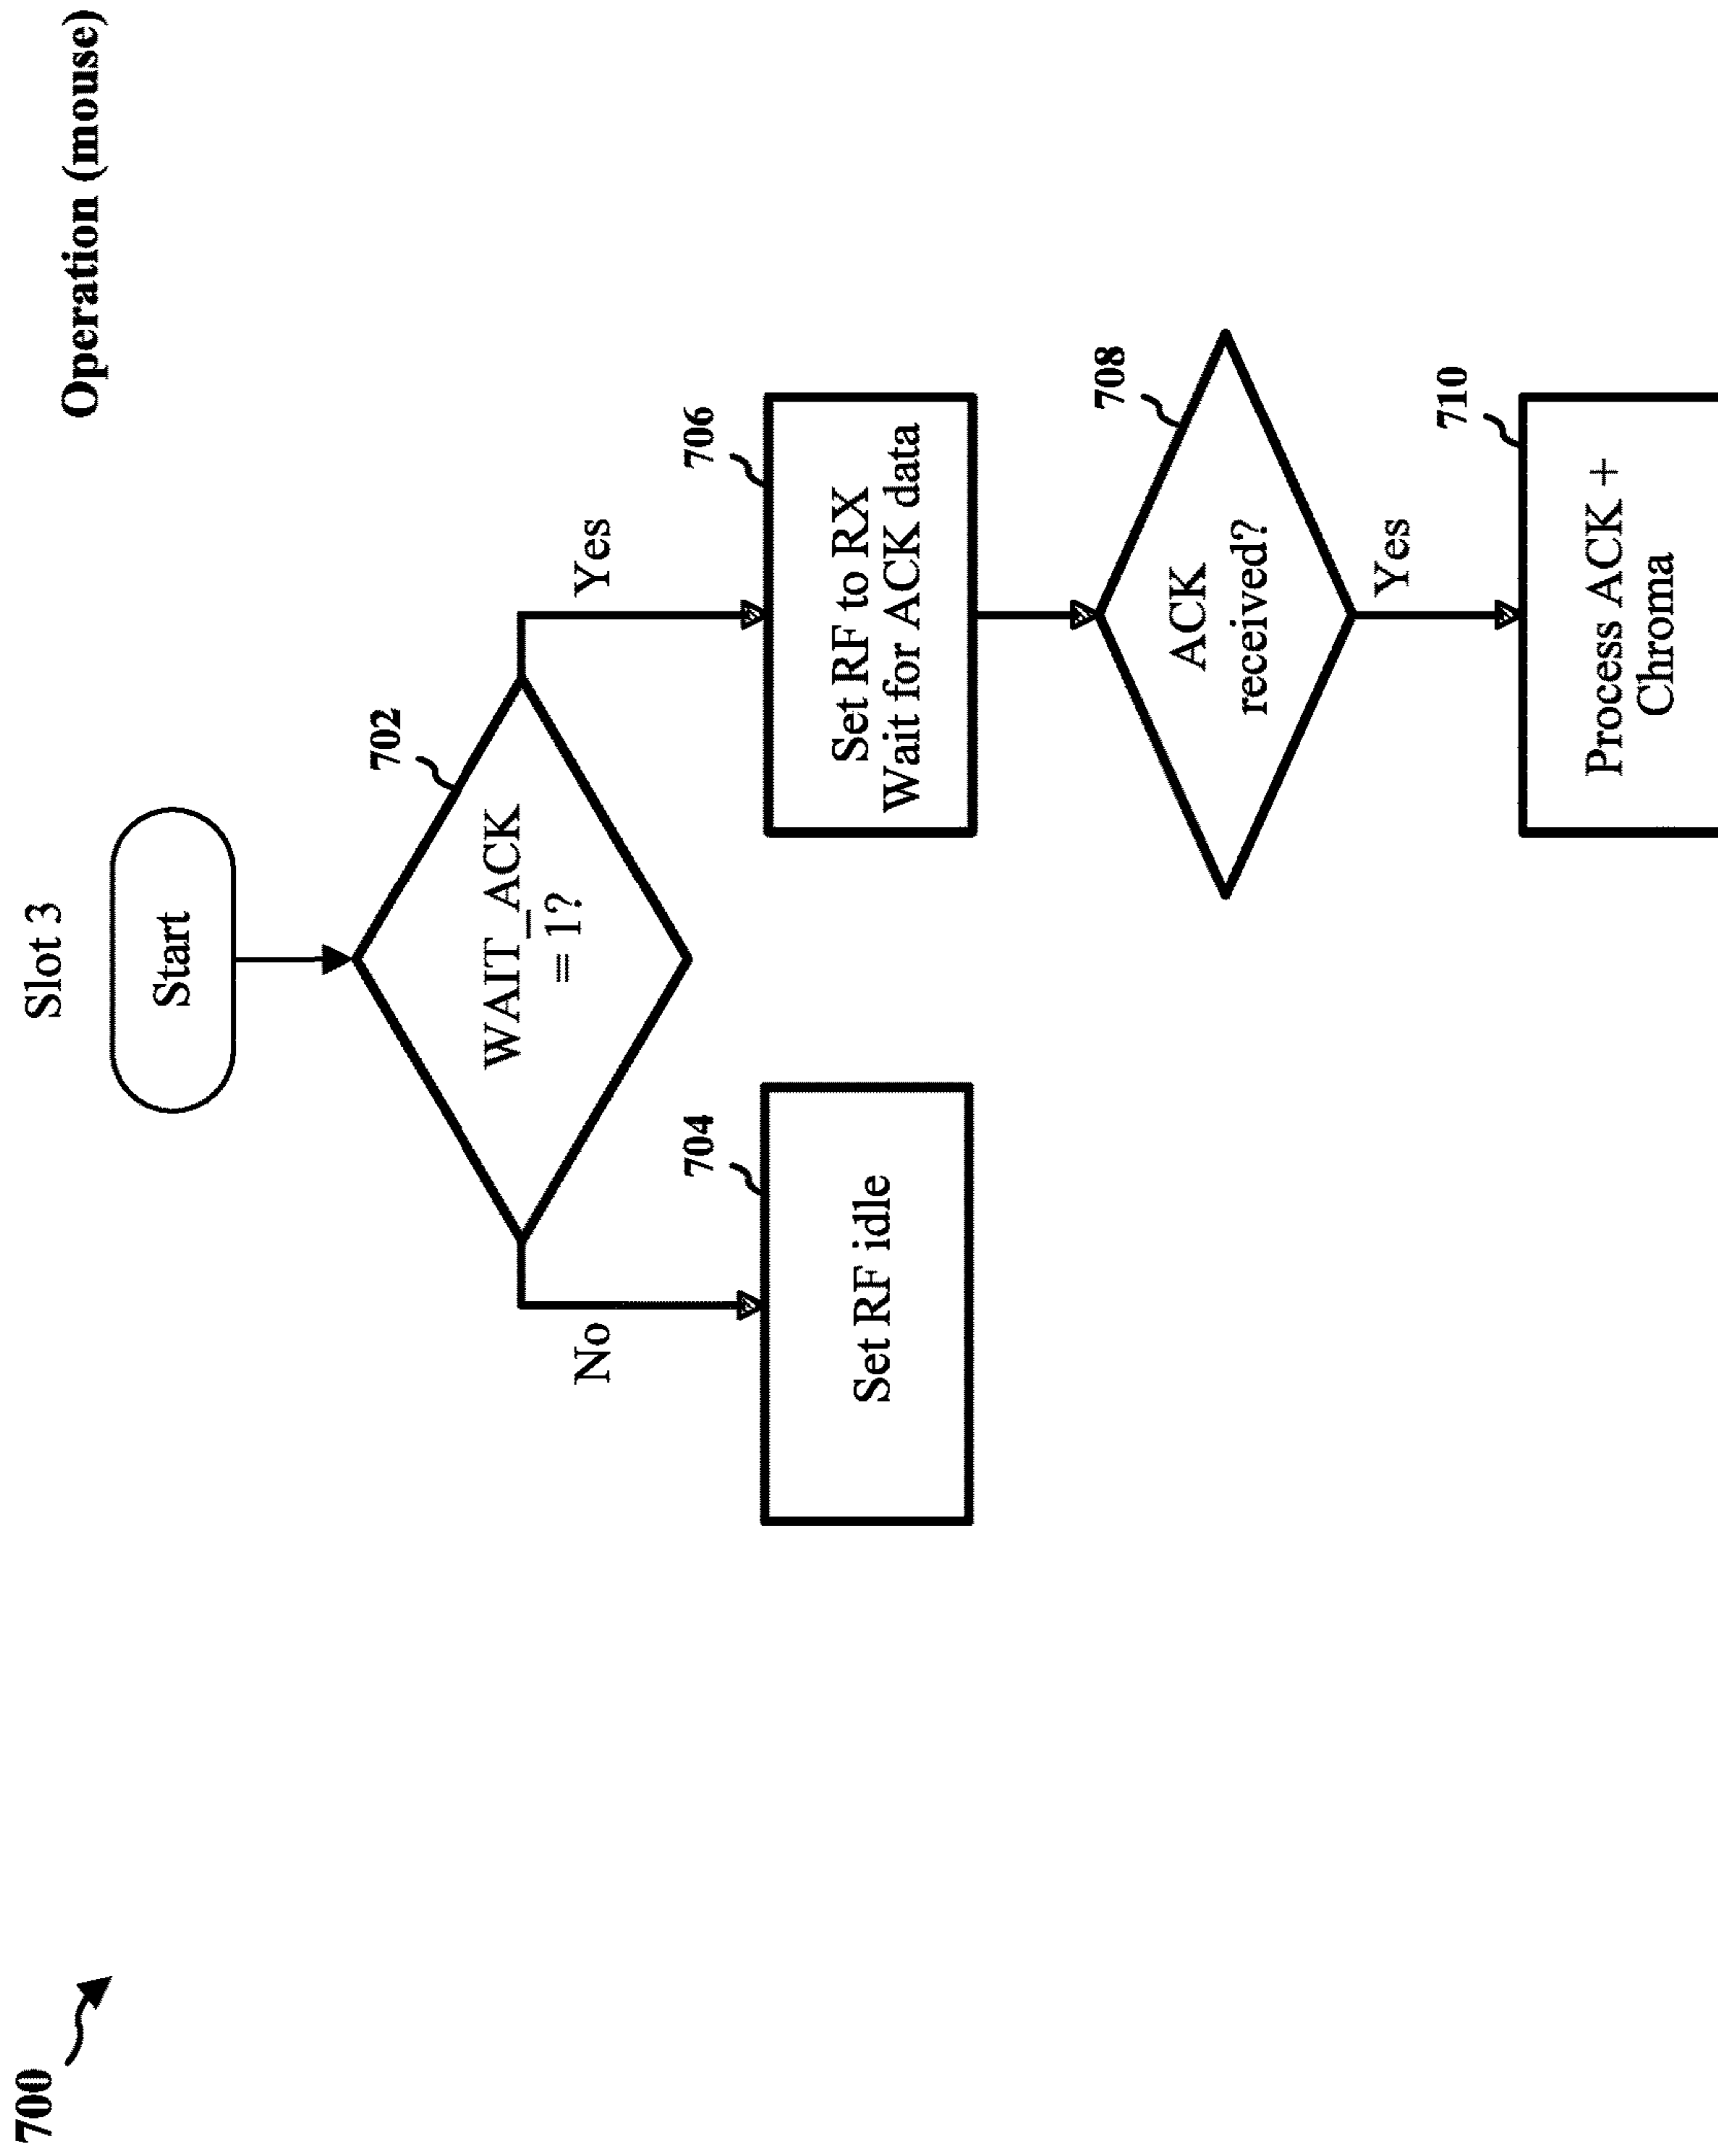 700
Slot 3
Operation (mouse)
Start
702
WAIT_ACK
= 1?
No
Yes
704
Set RF idle
706
Set RF to RX
Wait for ACK data
708
ACK
received?
Yes
710
Process ACK +
Chroma